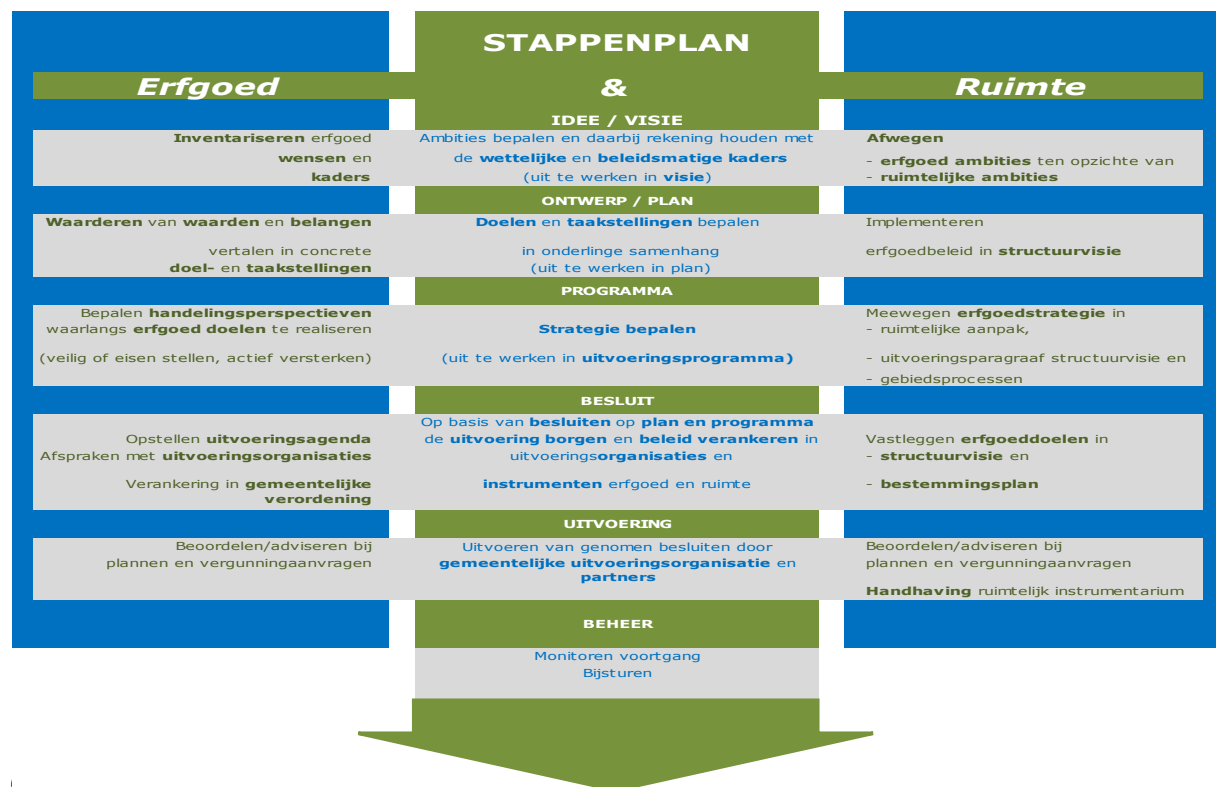 STAPPENPLAN
Erfgoed
&
Ruimte
IDEE / VISIE
Inventariseren erfgoed
wensen en
kaders
Ambities bepalen en daarbij rekening houden met
de wettelijke en beleidsmatige kaders
(uit te werken in visie)
Afwegen
- erfgoed ambities ten opzichte van
- ruimtelijke ambities
ONTWERP / PLAN
Waarderen van waarden en belangen
vertalen in concrete
doel- en taakstellingen
Doelen en taakstellingen bepalen
in onderlinge samenhang
(uit te werken in plan)
Implementeren
erfgoedbeleid in structuurvisie
PROGRAMMA
Bepalen handelingsperspectieven
waarlangs erfgoed doelen te realiseren
(veilig of eisen stellen, actief versterken)
Strategie bepalen
(uit te werken in uitvoeringsprogramma)
Meewegen erfgoedstrategie in
- ruimtelijke aanpak,
- uitvoeringsparagraaf structuurvisie en
- gebiedsprocessen
BESLUIT
Opstellen uitvoeringsagenda
Afspraken met uitvoeringsorganisaties
Verankering in gemeentelijke
verordening
Op basis van besluiten op plan en programma
de uitvoering borgen en beleid verankeren in
uitvoeringsorganisaties en
instrumenten erfgoed en ruimte
Vastleggen erfgoeddoelen in
- structuurvisie en
- bestemmingsplan
UITVOERING
Beoordelen/adviseren bij
plannen en vergunningaanvragen
Uitvoeren van genomen besluiten door
gemeentelijke uitvoeringsorganisatie en
partners
Beoordelen/adviseren bij
plannen en vergunningaanvragen
Handhaving ruimtelijk instrumentarium
BEHEER
Monitoren voortgang
Bijsturen